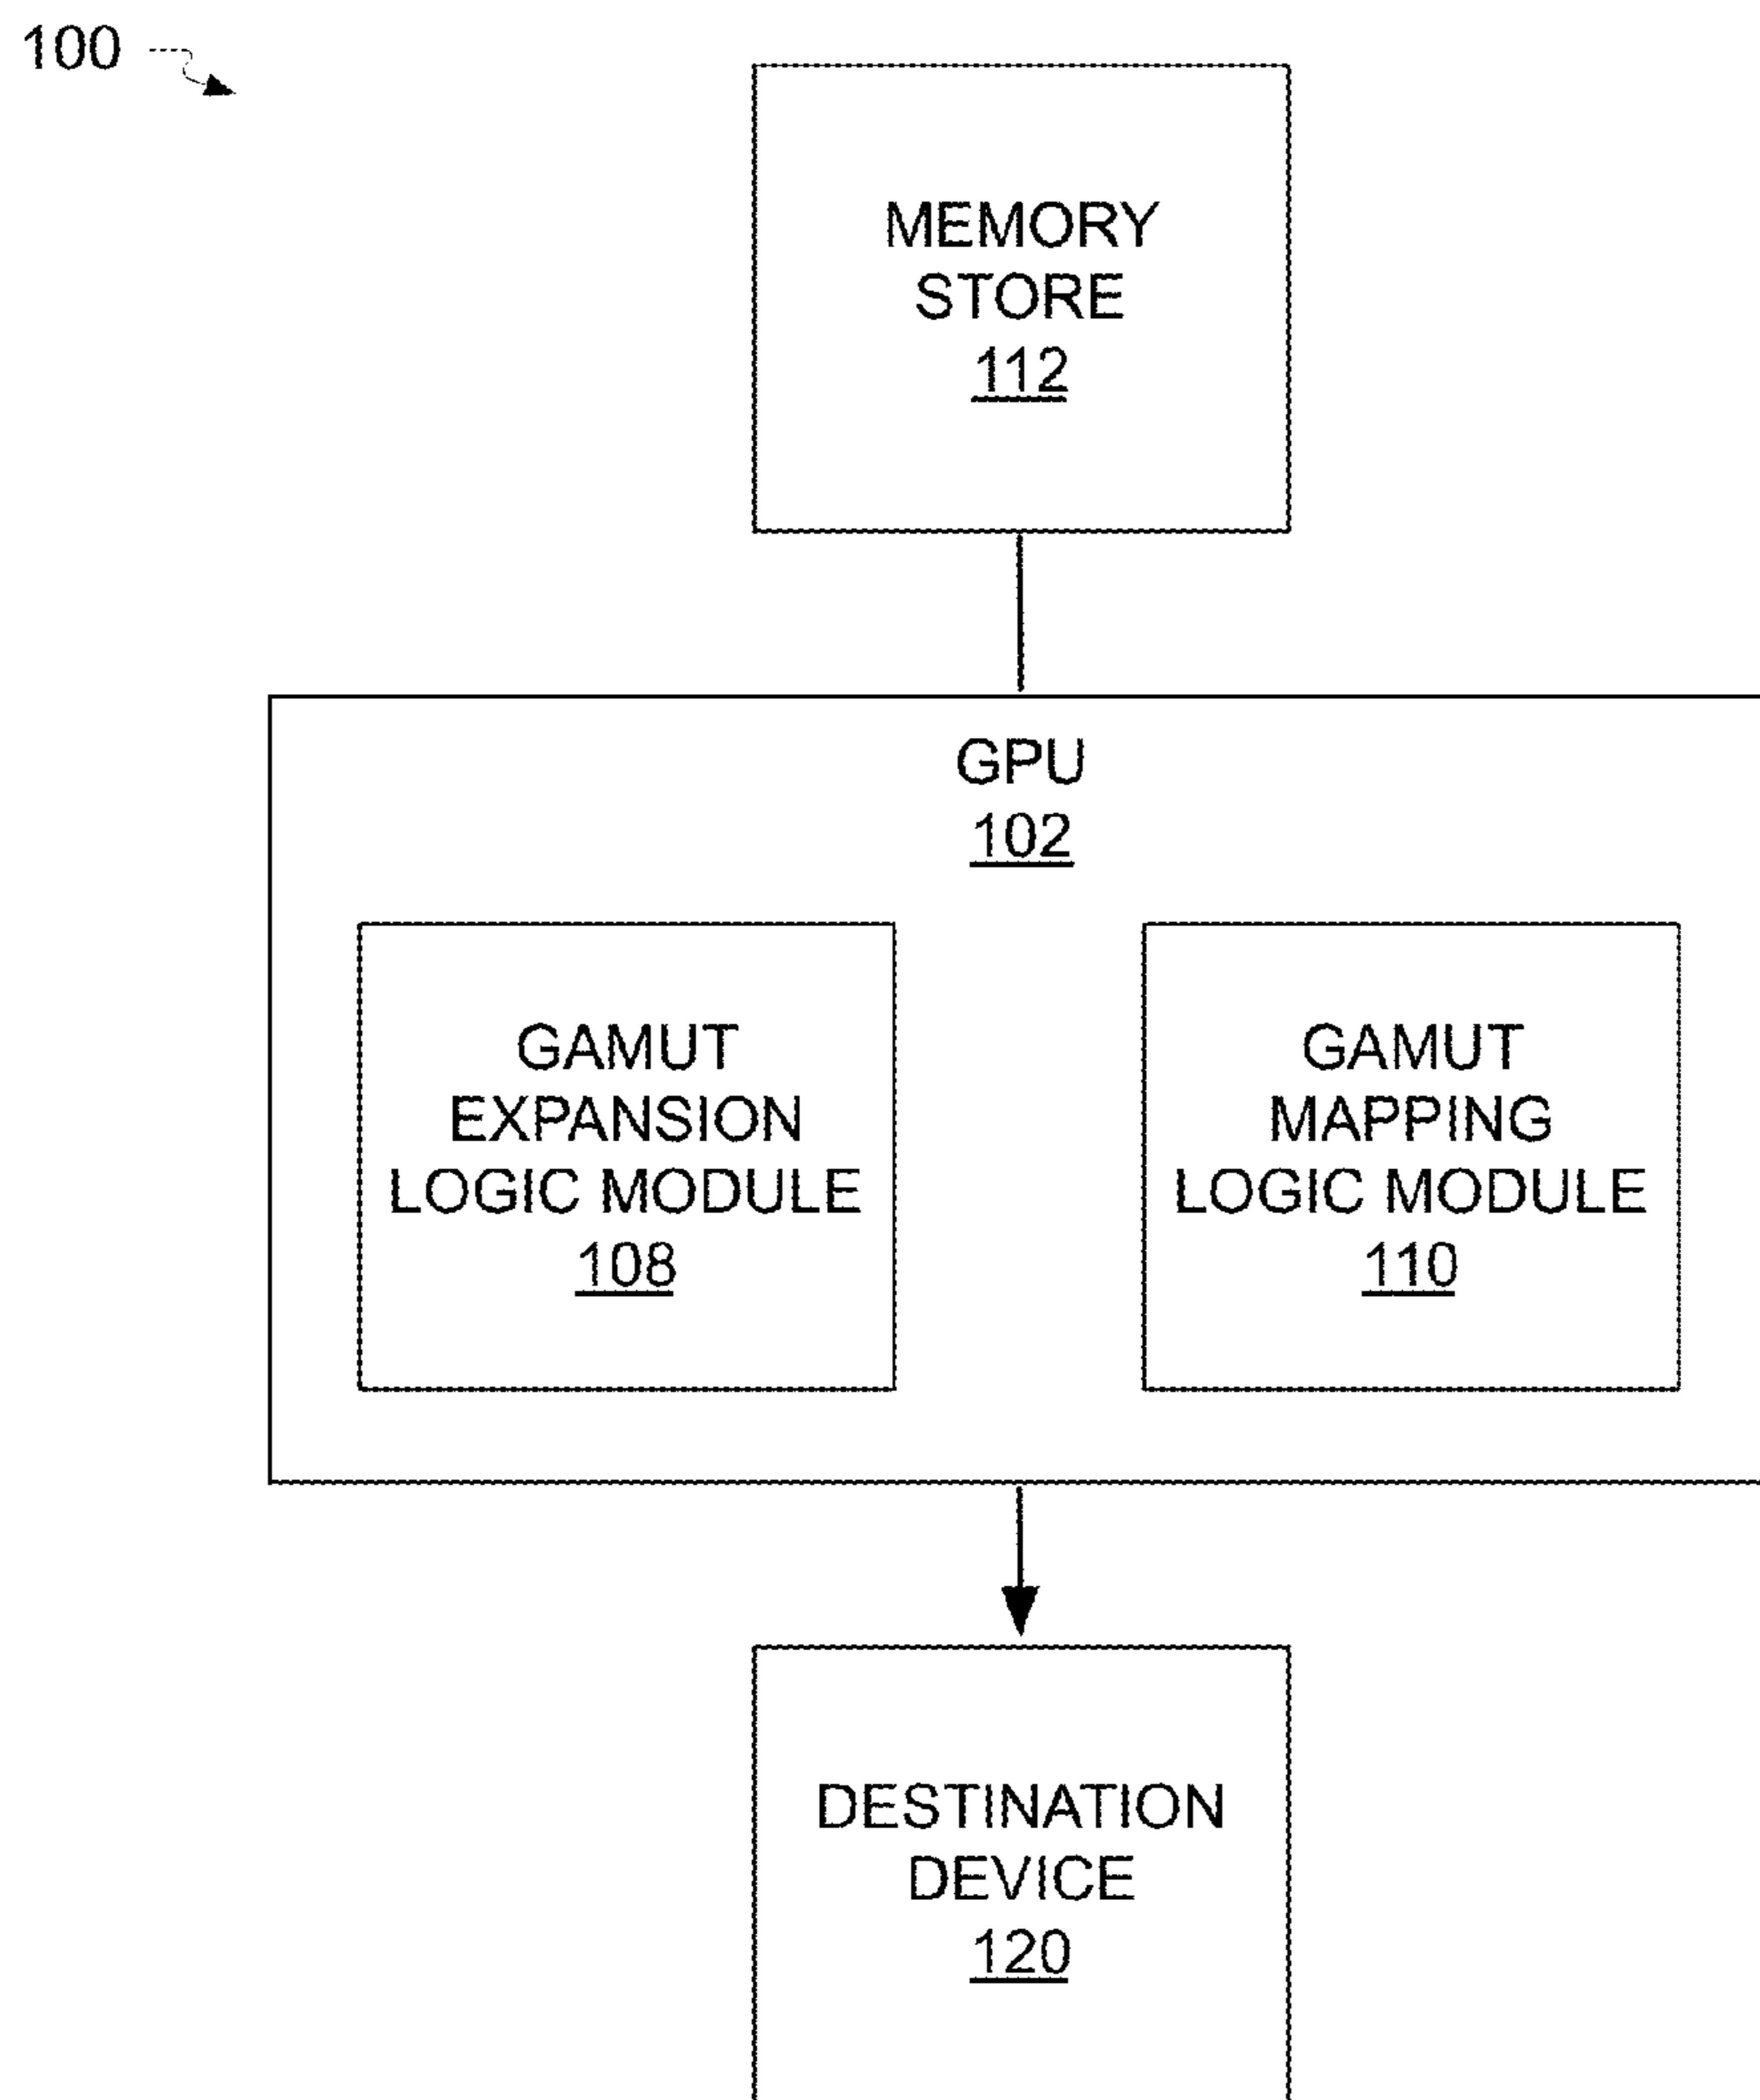 100
MEMORY
STORE
112
GPU
102
GAMUT
EXPANSION
LOGIC MODULE
108
GAMUT
MAPPING
LOGIC MODULE
110
DESTINATION
DEVICE
120